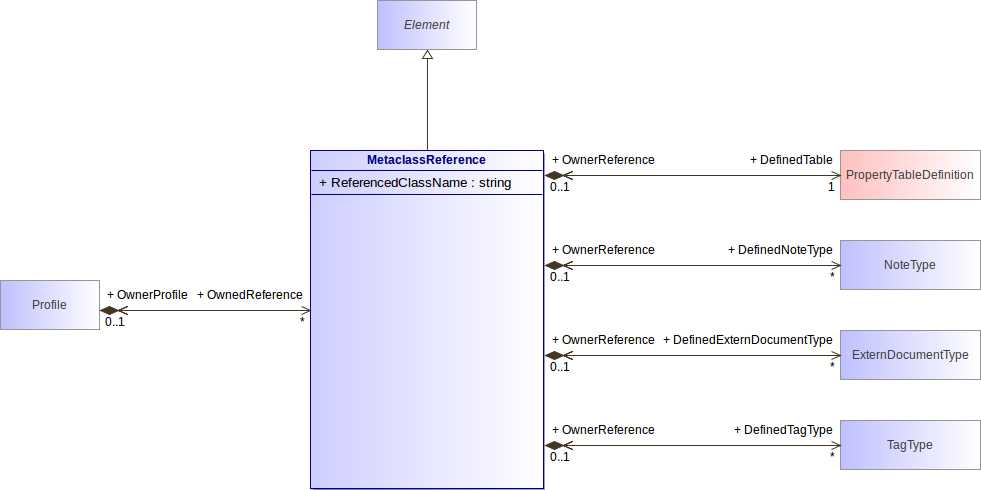 Element
MetaclassReference
+ ReferencedClassName : string
+ OwnerReference + DefinedTable
0..1 1
PropertyTableDefinition
+ OwnerReference + DefinedNoteType
0..1 *
NoteType
Profile
+ OwnerProfile + OwnedReference
0..1 *
+ OwnerReference + DefinedExternDocumentType
0..1 *
ExternDocumentType
+ OwnerReference + DefinedTagType
0..1 *
TagType